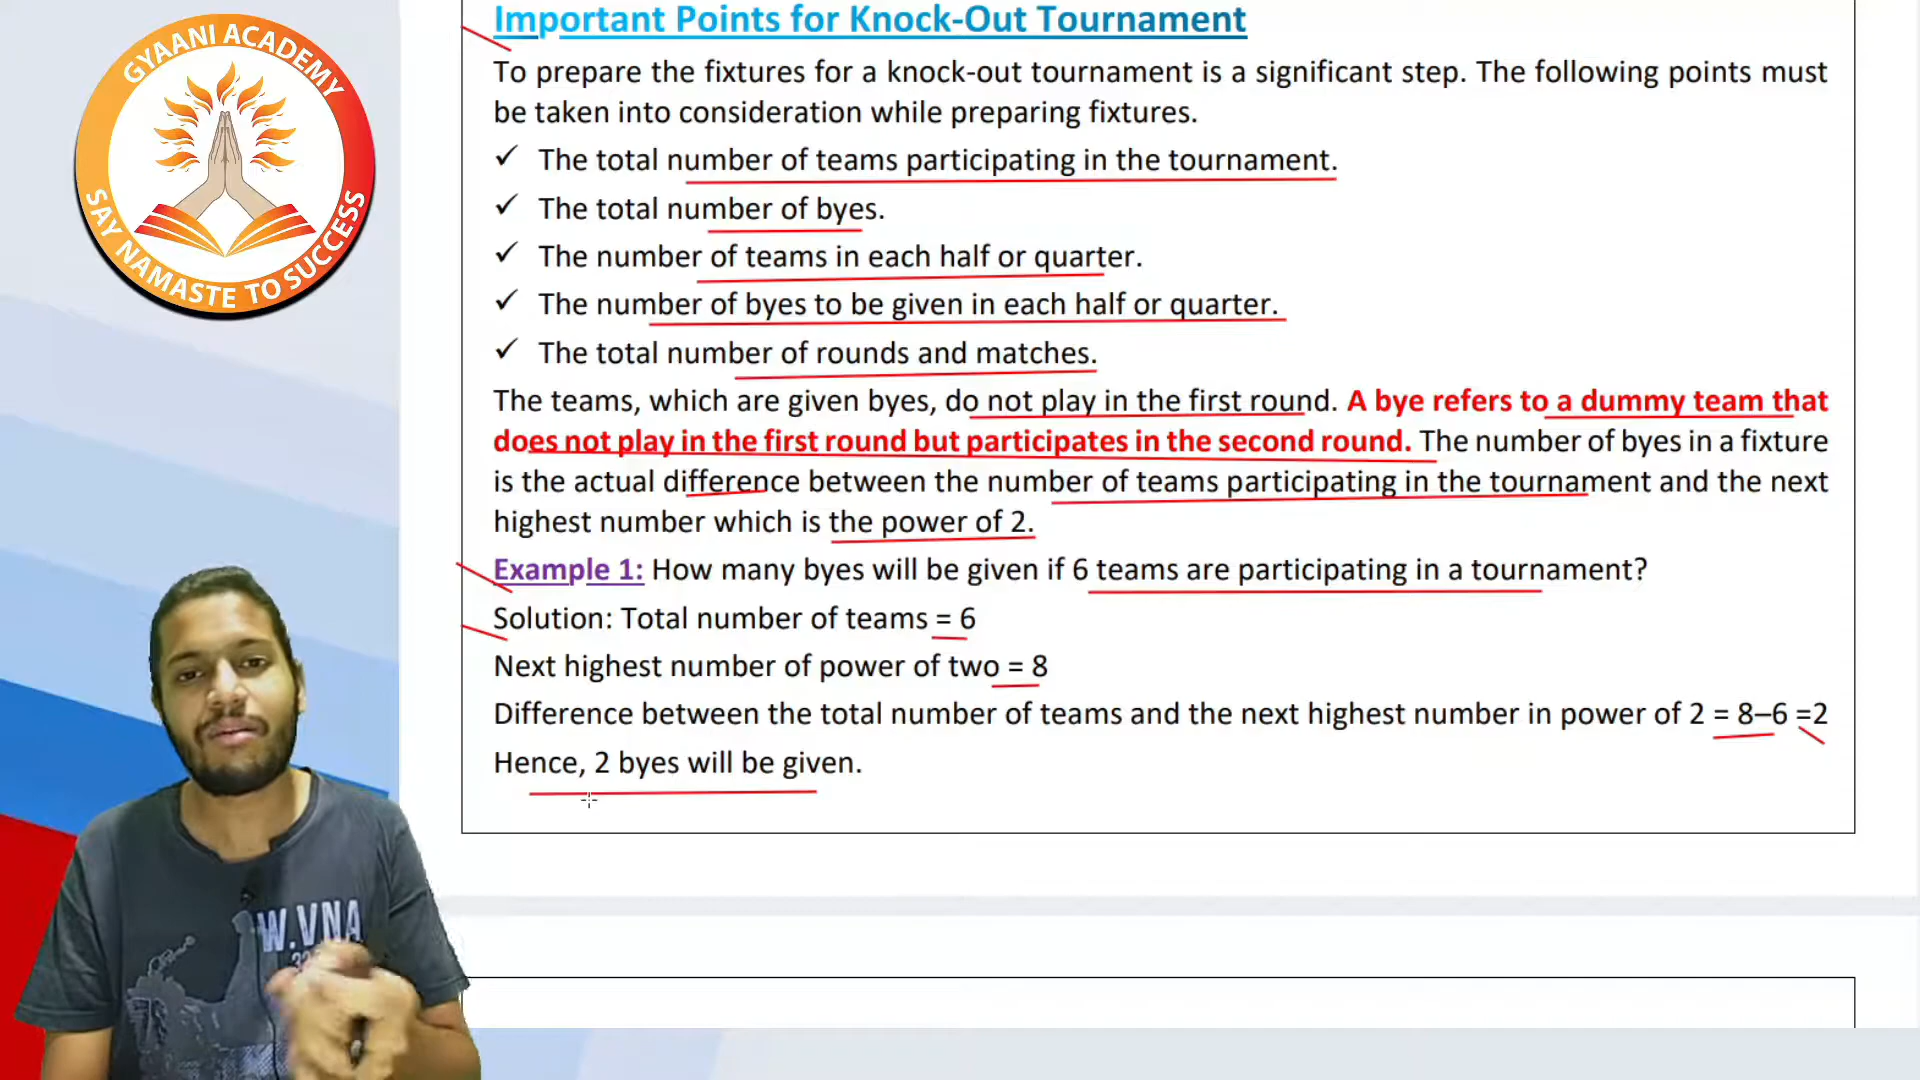 GYAANI ACADEMY
SAY NAMASTE TO SUCCESS
Important Points for Knock-Out Tournament
To prepare the fixtures for a knock-out tournament is a significant step. The following points must
be taken into consideration while preparing fixtures.
✓ The total number of teams participating in the tournament.
✓ The total number of byes.
✓ The number of teams in each half or quarter.
✓ The number of byes to be given in each half or quarter.
✓ The total number of rounds and matches.
The teams, which are given byes, do not play in the first round. A bye refers to a dummy team that
does not play in the first round but participates in the second round. The number of byes in a fixture
is the actual difference between the number of teams participating in the tournament and the next
highest number which is the power of 2.
Example 1: How many byes will be given if 6 teams are participating in a tournament?
Solution: Total number of teams = 6
Next highest number of power of two = 8
Difference between the total number of teams and the next highest number in power of 2 = 8–6 =2
Hence, 2 byes will be given.
W.VNA